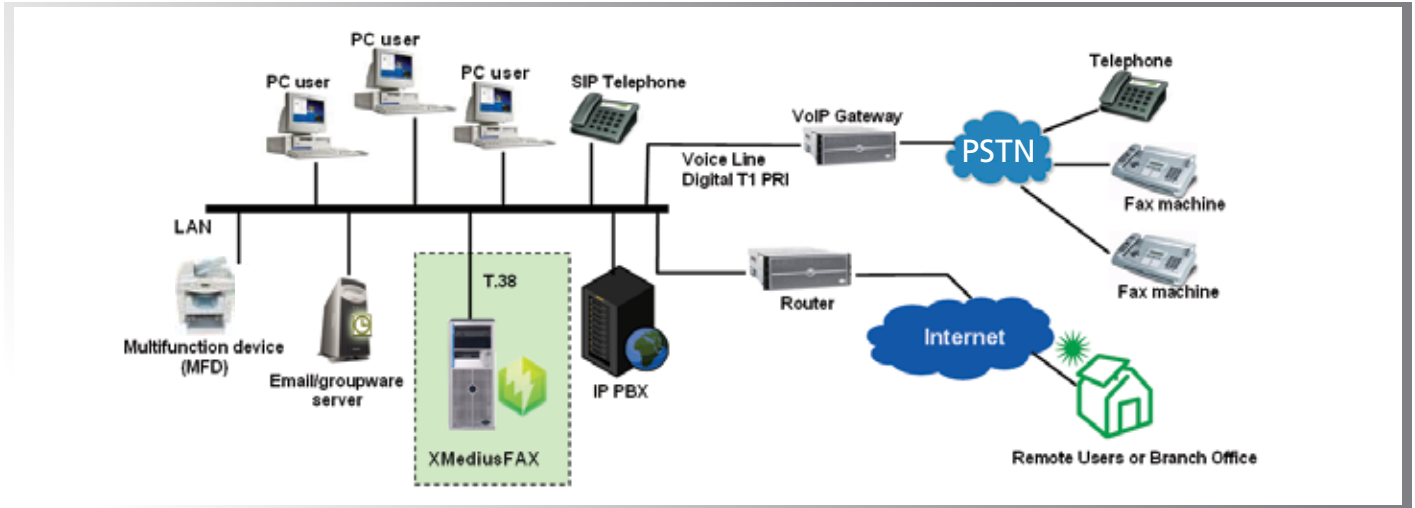 PC user
PC user
PC user
SIP Telephone
Telephone
VoIP Gateway
PSTN
Voice Line
Digital T1 PRI
Fax machine
LAN
T.38
Fax machine
Router
Internet
Multifunction device
(MFD)
Email/groupware
server
IP PBX
XMediusFAX
Remote Users or Branch Office